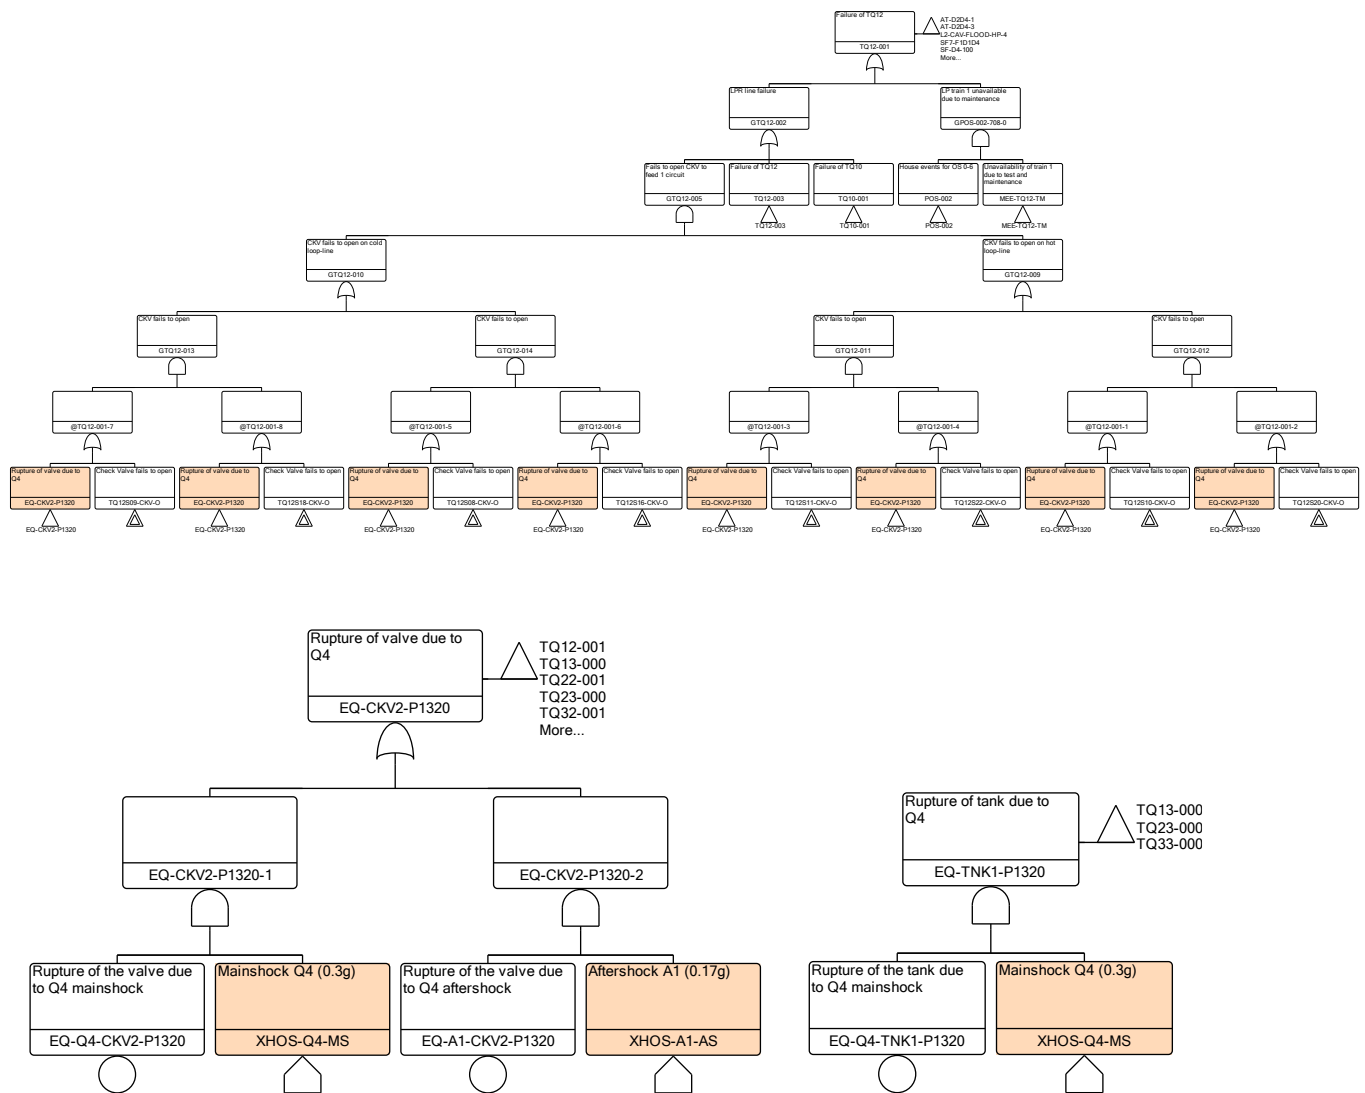 Failure of TQ12
TQ12-001
AT-D2D4-1
AT-D2D4-3
L2-CAV-FLOOD-HP-4
SF7-F1D1D4
SF-D4-100
More...
LPR line failure
GTQ12-002
LP train 1 unavailable
due to maintenance
GPOS-002-708-0
Fails to open CKV to
feed 1 circuit
GTQ12-005
Failure of TQ12
TQ12-003
TQ12-003
Failure of TQ10
TQ10-001
TQ10-001
House events for OS 0-6
POS-002
POS-002
Unavailability of train 1
due to test and
maintenance
MEE-TQ12-TM
MEE-TQ12-TM
CKV fails to open on cold
loop-line
GTQ12-010
CKV fails to open on hot
loop-line
GTQ12-009
CKV fails to open
GTQ12-013
CKV fails to open
GTQ12-014
CKV fails to open
GTQ12-011
CKV fails to open
GTQ12-012
@TQ12-001-7
@TQ12-001-8
@TQ12-001-5
@TQ12-001-6
@TQ12-001-3
@TQ12-001-4
@TQ12-001-1
@TQ12-001-2
Rupture of valve due to
Q4
EQ-CKV2-P1320
EQ-CKV2-P1320
Check Valve fails to open
TQ12S09-CKV-O
Rupture of valve due to
Q4
EQ-CKV2-P1320
EQ-CKV2-P1320
Check Valve fails to open
TQ12S18-CKV-O
Rupture of valve due to
Q4
EQ-CKV2-P1320
EQ-CKV2-P1320
Check Valve fails to open
TQ12S08-CKV-O
Rupture of valve due to
Q4
EQ-CKV2-P1320
EQ-CKV2-P1320
Check Valve fails to open
TQ12S16-CKV-O
Rupture of valve due to
Q4
EQ-CKV2-P1320
EQ-CKV2-P1320
Check Valve fails to open
TQ12S11-CKV-O
Rupture of valve due to
Q4
EQ-CKV2-P1320
EQ-CKV2-P1320
Check Valve fails to open
TQ12S22-CKV-O
Rupture of valve due to
Q4
EQ-CKV2-P1320
EQ-CKV2-P1320
Check Valve fails to open
TQ12S10-CKV-O
Rupture of valve due to
Q4
EQ-CKV2-P1320
EQ-CKV2-P1320
Check Valve fails to open
TQ12S20-CKV-O
Rupture of valve due to
Q4
EQ-CKV2-P1320
TQ12-001
TQ13-000
TQ22-001
TQ23-000
TQ32-001
More...
EQ-CKV2-P1320-1
EQ-CKV2-P1320-2
Rupture of the valve due
to Q4 mainshock
EQ-Q4-CKV2-P1320
Mainshock Q4 (0.3g)
XHOS-Q4-MS
Rupture of the valve due
to Q4 aftershock
EQ-A1-CKV2-P1320
Aftershock A1 (0.17g)
XHOS-A1-AS
Rupture of tank due to
Q4
EQ-TNK1-P1320
TQ13-000
TQ23-000
TQ33-000
Rupture of the tank due
to Q4 mainshock
EQ-Q4-TNK1-P1320
Mainshock Q4 (0.3g)
XHOS-Q4-MS